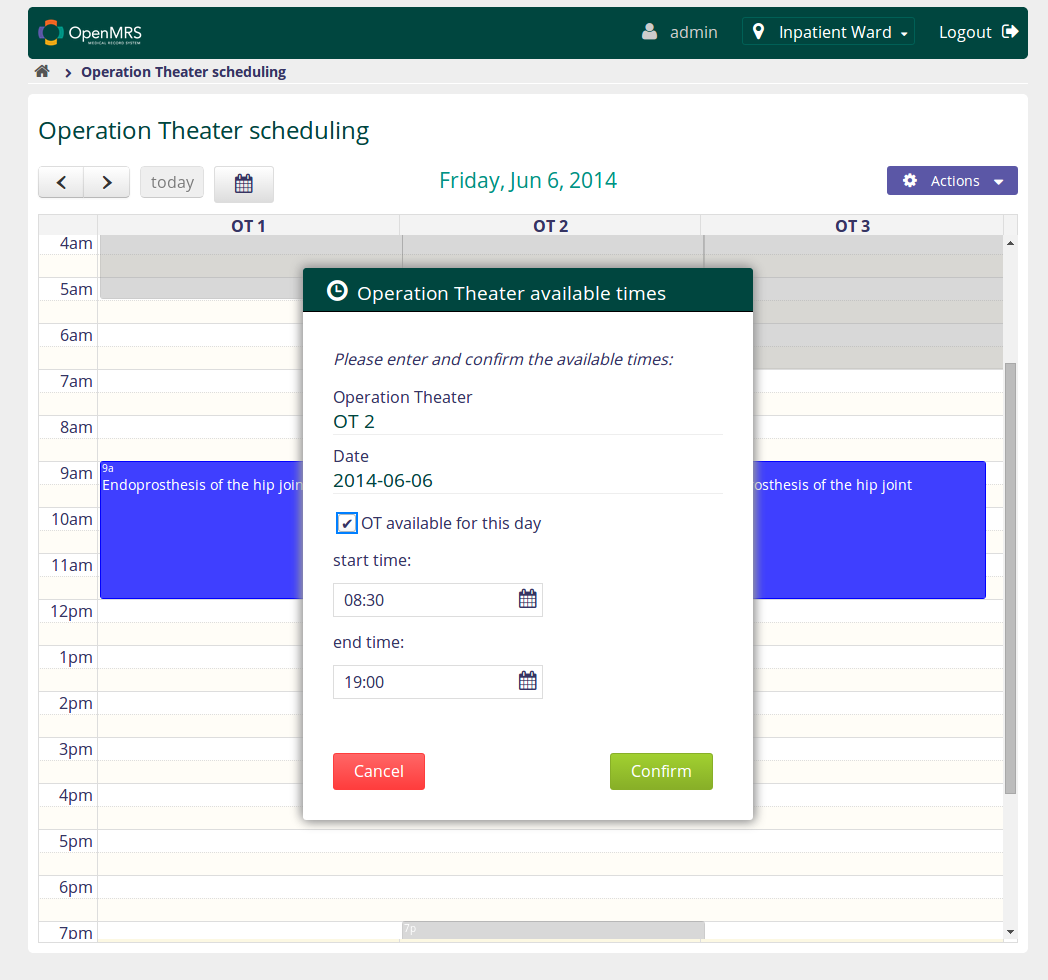 OpenMRS
MEDICAL RECORD SYSTEM
admin
Inpatient Ward
Logout
Operation Theater scheduling
Operation Theater scheduling
today
Friday, Jun 6, 2014
Actions
OT 1 OT 2 OT 3
4am
5am
6am
7am
8am
9am
10am
11am
12pm
1pm
2pm
3pm
4pm
5pm
6pm
7pm
9a
Endoprosthesis of the hip join
osthesis of the hip joint
7p
Operation Theater available times
Please enter and confirm the available times:
Operation Theater
OT 2
Date
2014-06-06
OT available for this day
start time:
08:30
end time:
19:00
Cancel
Confirm